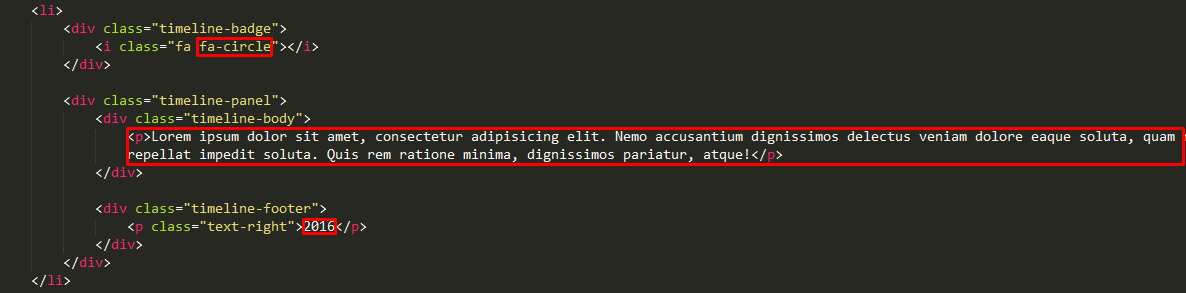 <li>
<div class="timeline-badge">
<i class="fa fa-circle"></i>
</div>
<div class="timeline-panel">
<div class="timeline-body">
<p>Lorem ipsum dolor sit amet, consectetur adipisicing elit. Nemo accusantium dignissimos delectus veniam dolore eaque soluta, quam
repellat impedit soluta. Quis rem ratione minima, dignissimos pariatur, atque!</p>
</div>
<div class="timeline-footer">
<p class="text-right">2016</p>
</div>
</div>
</li>